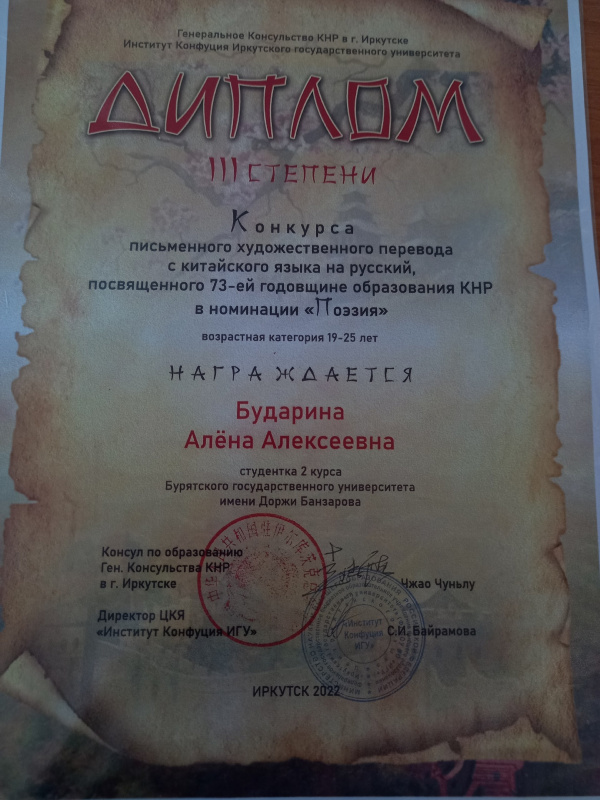 Генеральное Консульство КНР в г. Иркутске
Институт Конфуция Иркутского государственного университета
ДИПЛОМ
III СТЕПЕНИ
Конкурса
письменного художественного перевода
с китайского языка на русский,
посвященного 73-ей годовщине образования КНР
в номинации «Поэзия»
возрастная категория 19-25 лет
НАГРАЖДАЕТСЯ
Бударина
Алёна Алексеевна
студентка 2 курса
Бурятского государственного университета
имени Доржи Банзарова
Консул по образованию
Ген. Консульства КНР
в г. Иркутске
Чжао Чуньлу
Директор ЦКЯ
«Институт Конфуция ИГУ»
«Институт
Конфуция
ИГУ»
С.И. Байрамова
ИРКУТСК 2022